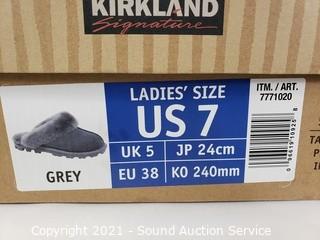 KIRKLAND
Signature
LADIES' SIZE
US 7
UK 5
JP 24cm
EU 38
KO 240mm
GREY
ITM. / ART.
7771020
TA
P
Copyright 2021 - Sound Auction Service